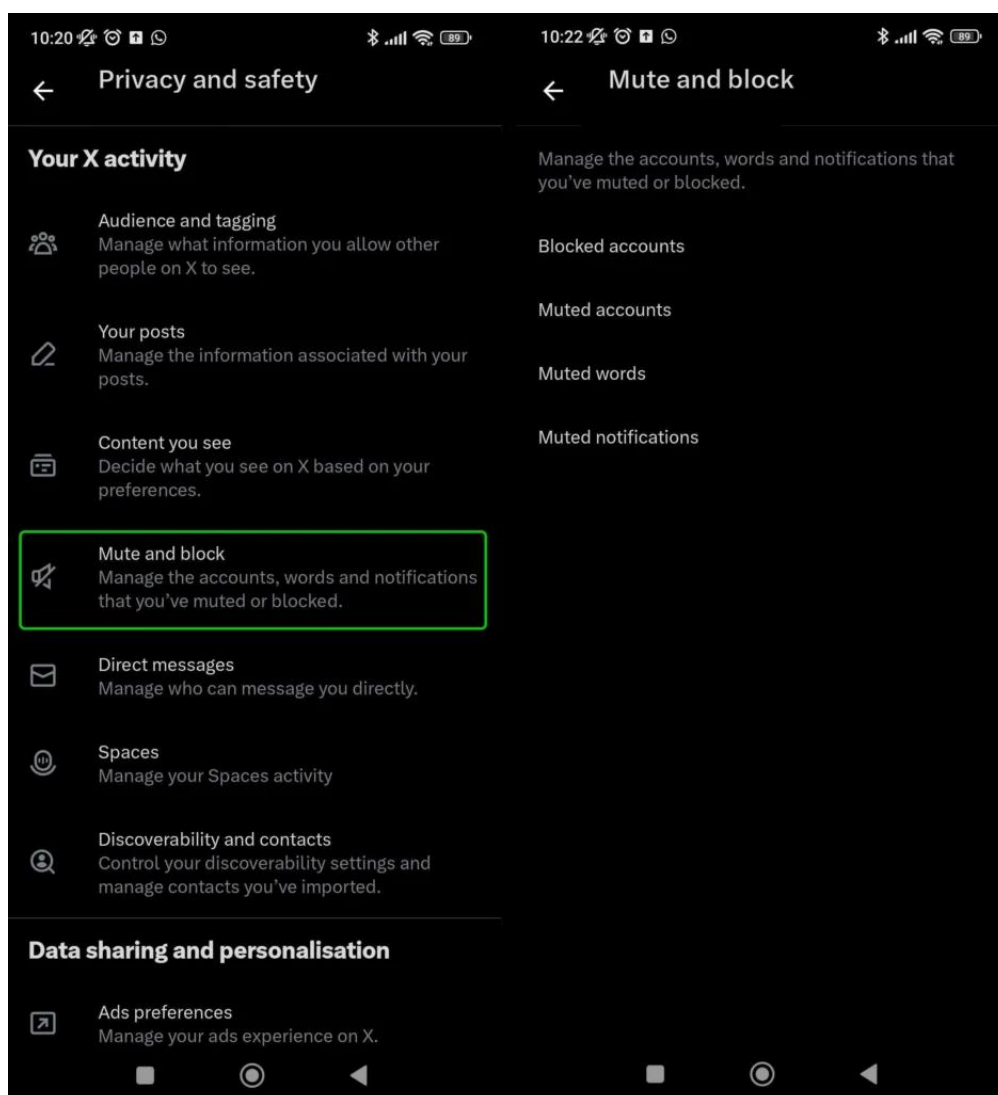 10:20
89
Privacy and safety
Your X activity
Audience and tagging
Manage what information you allow other
people on X to see.
Your posts
Manage the information associated with your
posts.
Content you see
Decide what you see on X based on your
preferences.
Mute and block
Manage the accounts, words and notifications
that you’ve muted or blocked.
Direct messages
Manage who can message you directly.
Spaces
Manage your Spaces activity
Discoverability and contacts
Control your discoverability settings and
manage contacts you’ve imported.
Data sharing and personalisation
Ads preferences
Manage your ads experience on X.
10:22
89
Mute and block
Manage the accounts, words and notifications that
you’ve muted or blocked.
Blocked accounts
Muted accounts
Muted words
Muted notifications